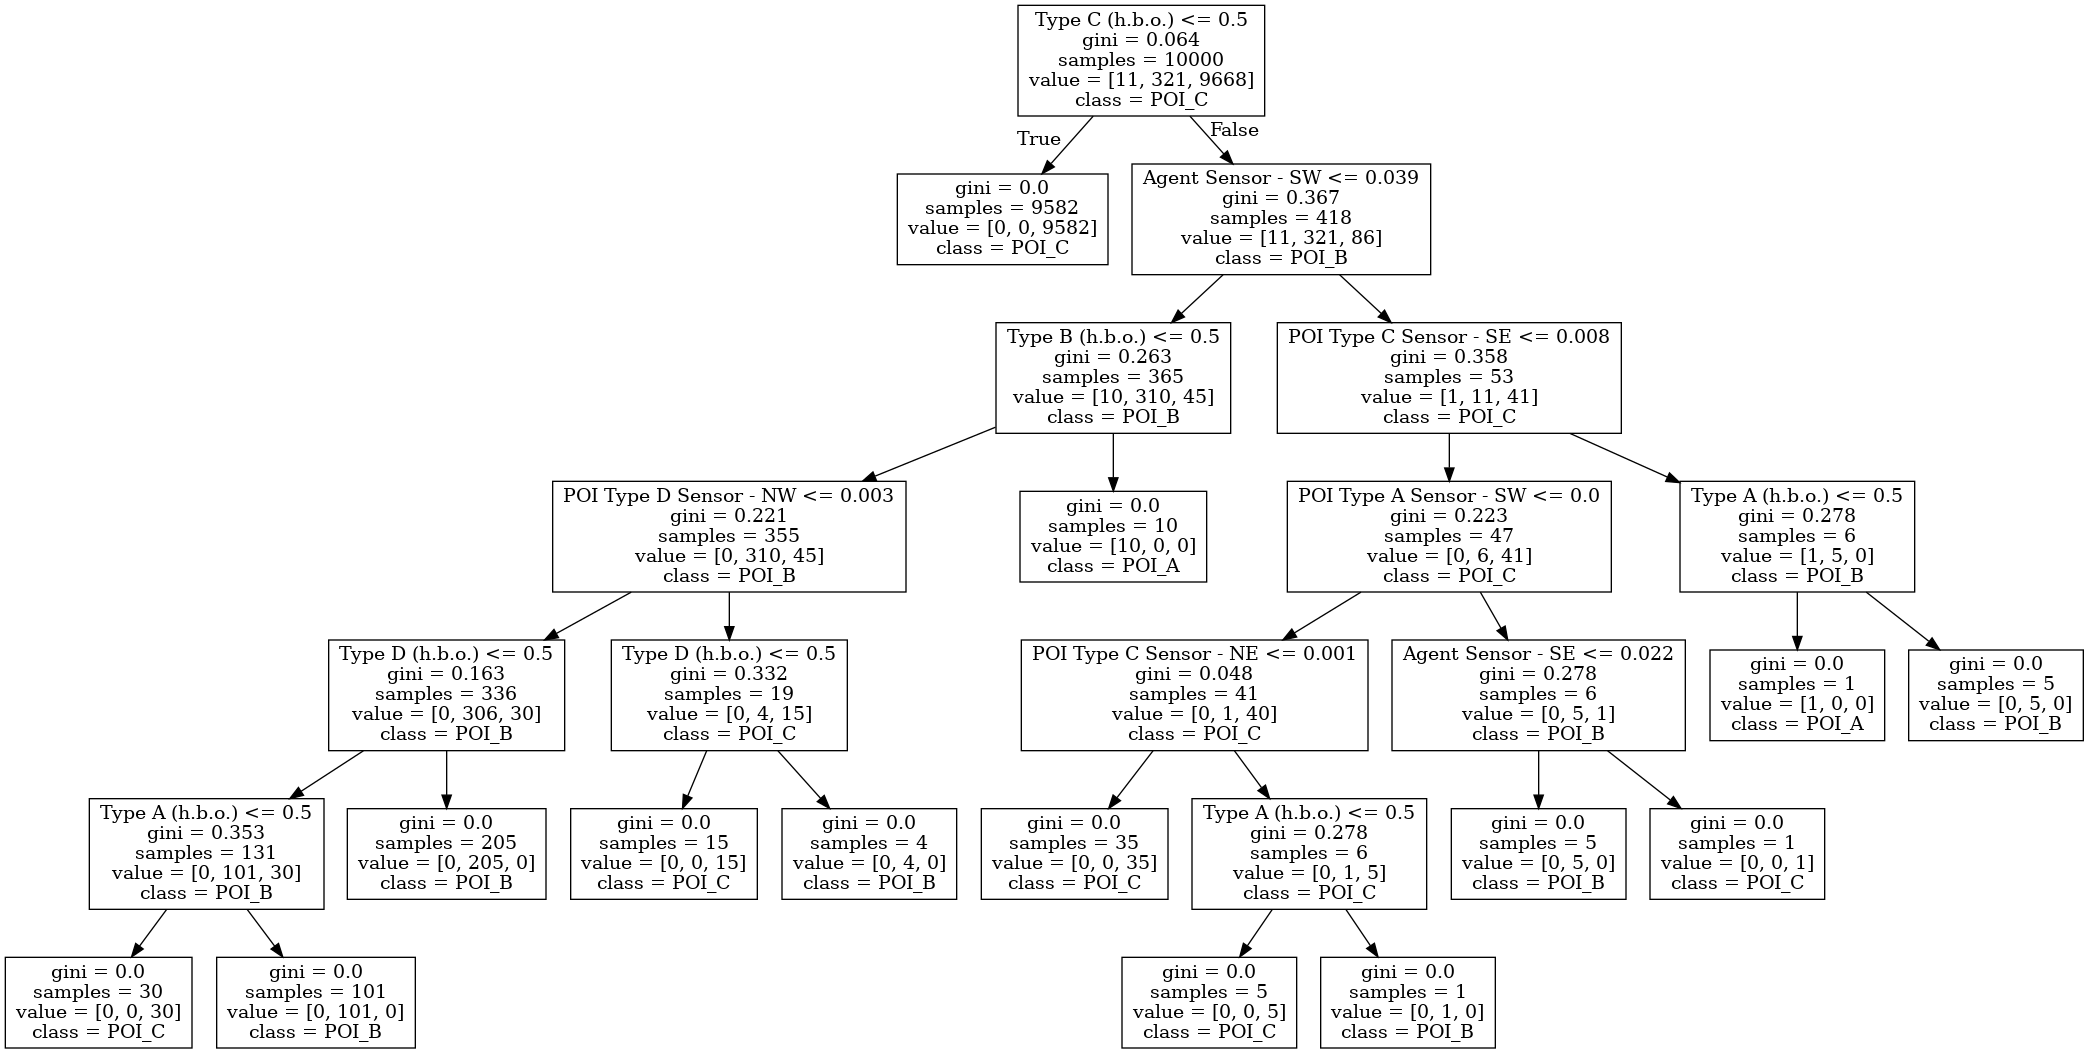 Type C (h.b.o.) <= 0.5
gini = 0.064
samples = 10000
value = [11, 321, 9668]
class = POI_C
True
False
gini = 0.0
samples = 9582
value = [0, 0, 9582]
class = POI_C
Agent Sensor - SW <= 0.039
gini = 0.367
samples = 418
value = [11, 321, 86]
class = POI_B
Type B (h.b.o.) <= 0.5
gini = 0.263
samples = 365
value = [10, 310, 45]
class = POI_B
POI Type C Sensor - SE <= 0.008
gini = 0.358
samples = 53
value = [1, 11, 41]
class = POI_C
POI Type D Sensor - NW <= 0.003
gini = 0.221
samples = 355
value = [0, 310, 45]
class = POI_B
gini = 0.0
samples = 10
value = [10, 0, 0]
class = POI_A
POI Type A Sensor - SW <= 0.0
gini = 0.223
samples = 47
value = [0, 6, 41]
class = POI_C
Type A (h.b.o.) <= 0.5
gini = 0.278
samples = 6
value = [1, 5, 0]
class = POI_B
Type D (h.b.o.) <= 0.5
gini = 0.163
samples = 336
value = [0, 306, 30]
class = POI_B
Type D (h.b.o.) <= 0.5
gini = 0.332
samples = 19
value = [0, 4, 15]
class = POI_C
POI Type C Sensor - NE <= 0.001
gini = 0.048
samples = 41
value = [0, 1, 40]
class = POI_C
Agent Sensor - SE <= 0.022
gini = 0.278
samples = 6
value = [0, 5, 1]
class = POI_B
gini = 0.0
samples = 1
value = [1, 0, 0]
class = POI_A
gini = 0.0
samples = 5
value = [0, 5, 0]
class = POI_B
Type A (h.b.o.) <= 0.5
gini = 0.353
samples = 131
value = [0, 101, 30]
class = POI_B
gini = 0.0
samples = 205
value = [0, 205, 0]
class = POI_B
gini = 0.0
samples = 15
value = [0, 0, 15]
class = POI_C
gini = 0.0
samples = 4
value = [0, 4, 0]
class = POI_B
gini = 0.0
samples = 35
value = [0, 0, 35]
class = POI_C
Type A (h.b.o.) <= 0.5
gini = 0.278
samples = 6
value = [0, 1, 5]
class = POI_C
gini = 0.0
samples = 5
value = [0, 5, 0]
class = POI_B
gini = 0.0
samples = 1
value = [0, 0, 1]
class = POI_C
gini = 0.0
samples = 30
value = [0, 0, 30]
class = POI_C
gini = 0.0
samples = 101
value = [0, 101, 0]
class = POI_B
gini = 0.0
samples = 5
value = [0, 0, 5]
class = POI_C
gini = 0.0
samples = 1
value = [0, 1, 0]
class = POI_B